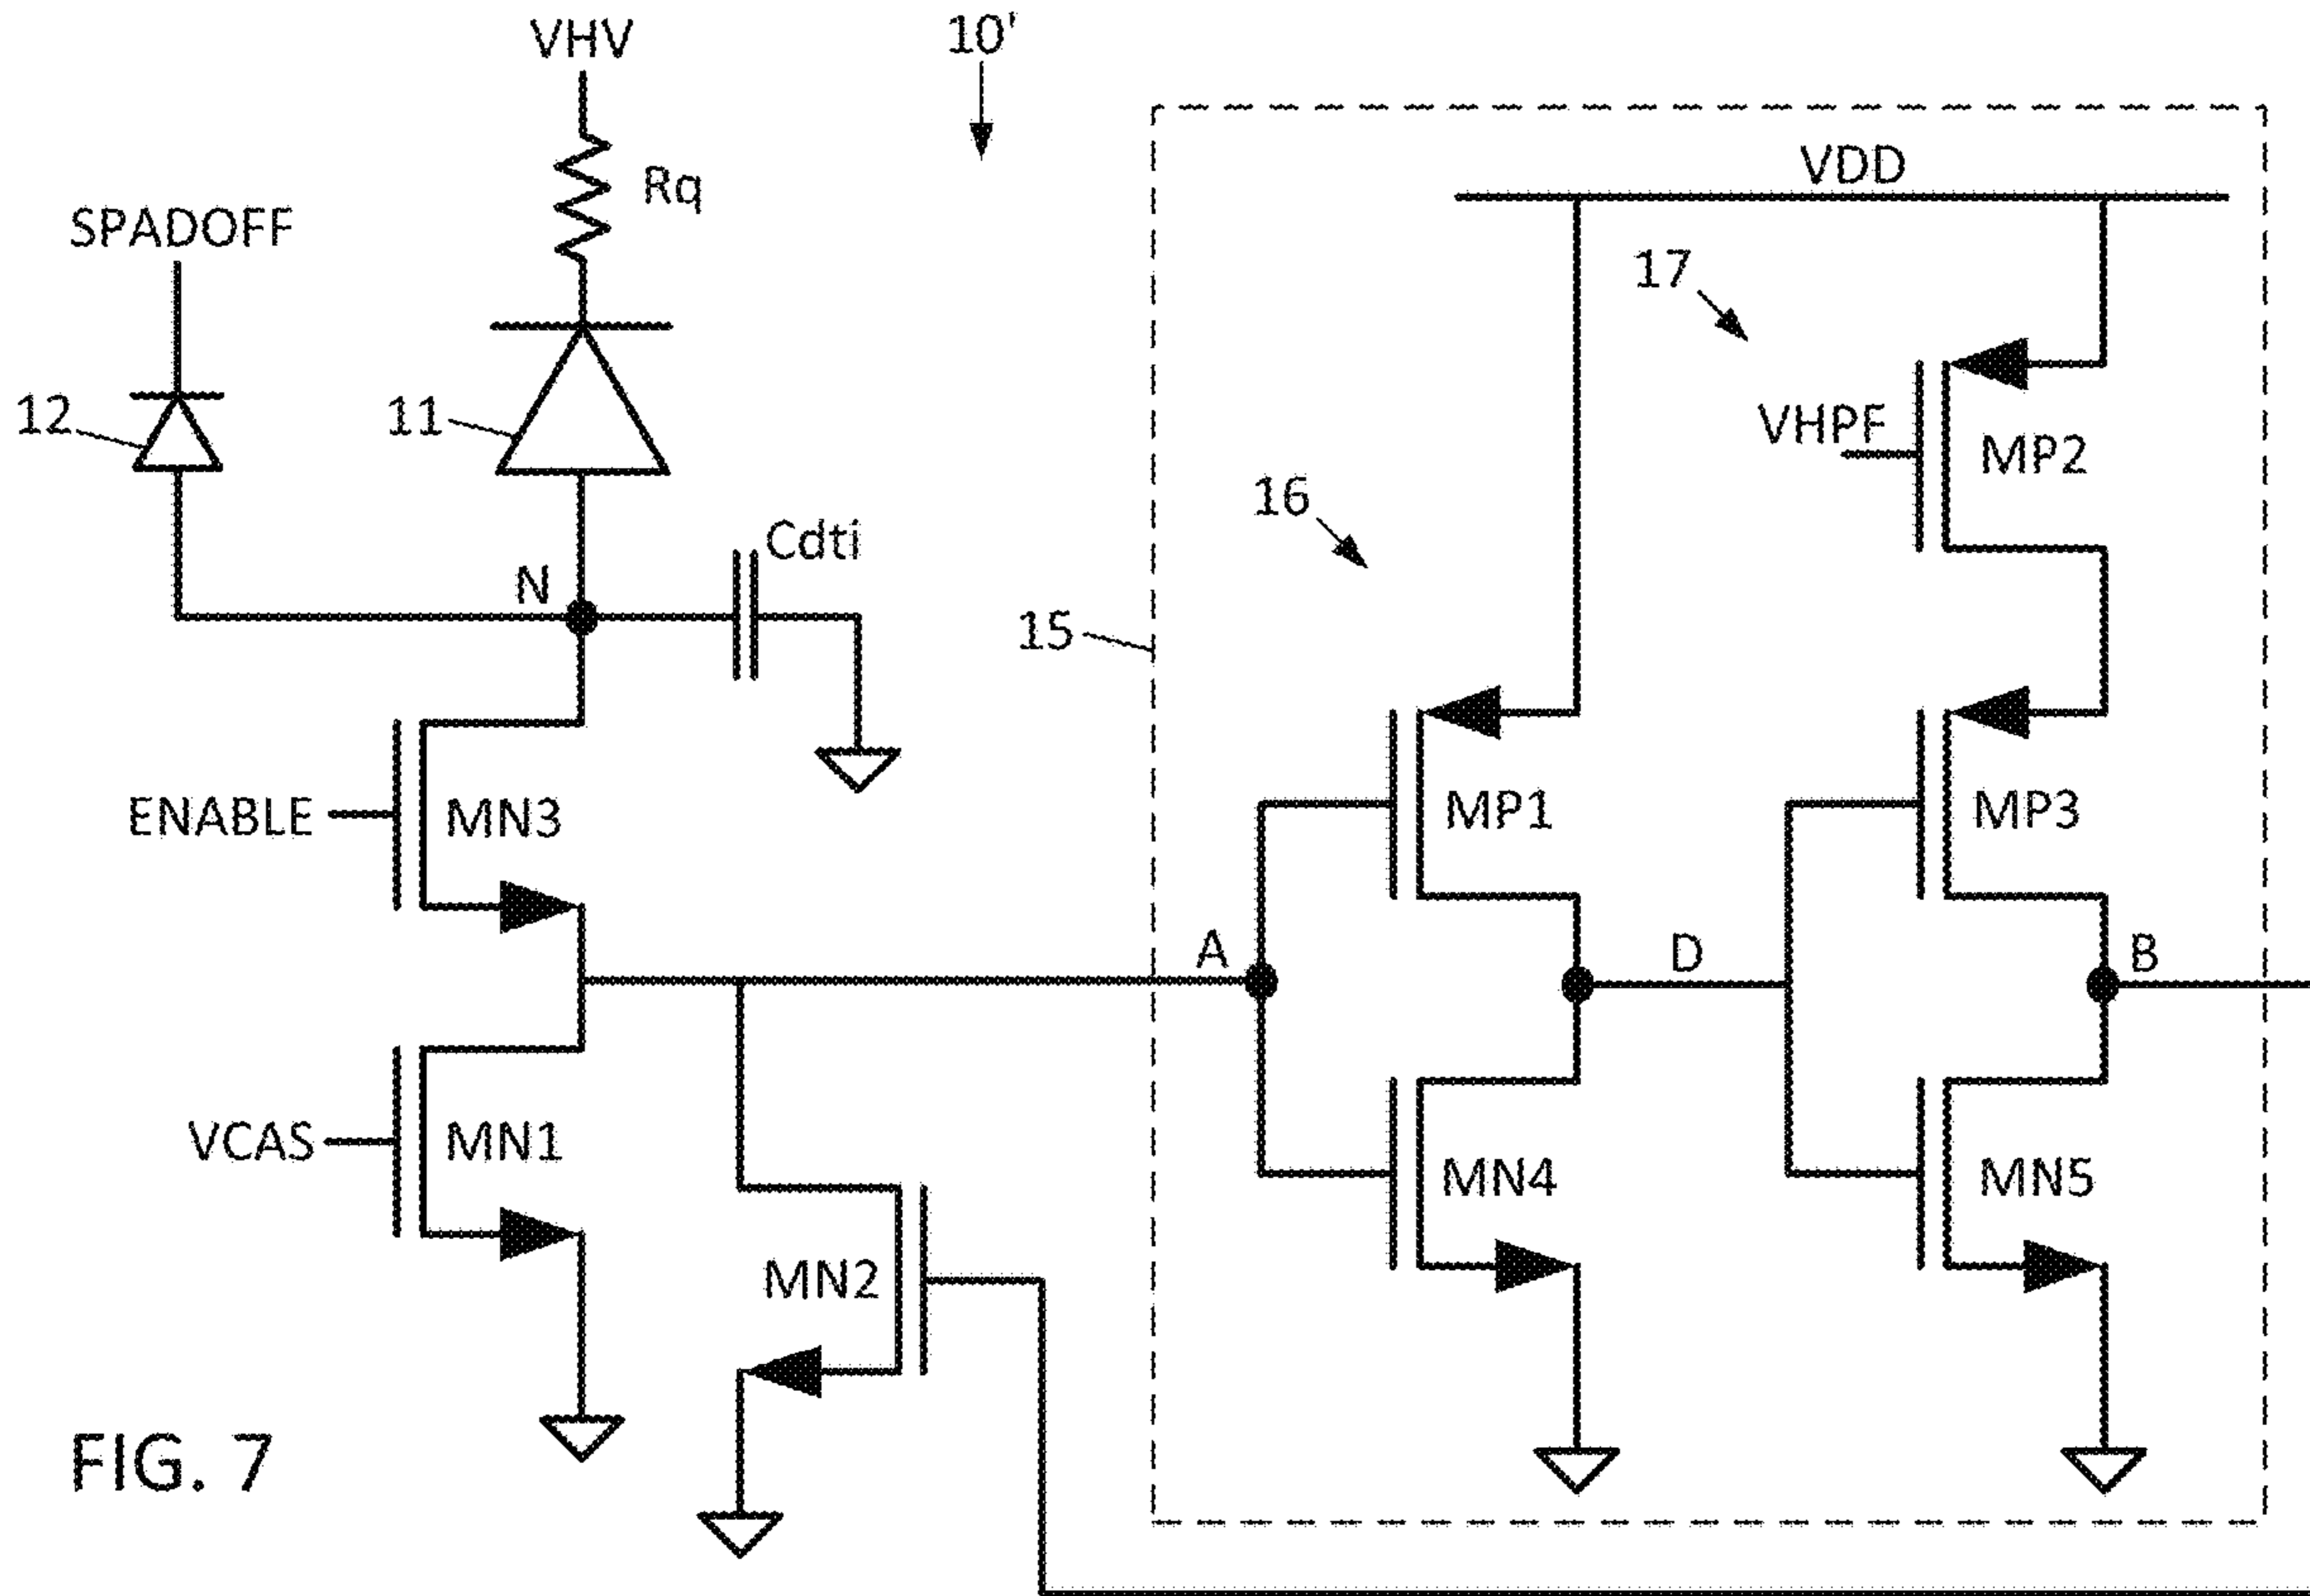 VHV
10'
VDD
Rq
SPADOFF
17
12
11
VHPF
MP2
16
Cdti
N
15
ENABLE
MN3
MP1
MP3
A
D
B
VCAS
MN1
MN4
MN5
MN2
FIG. 7